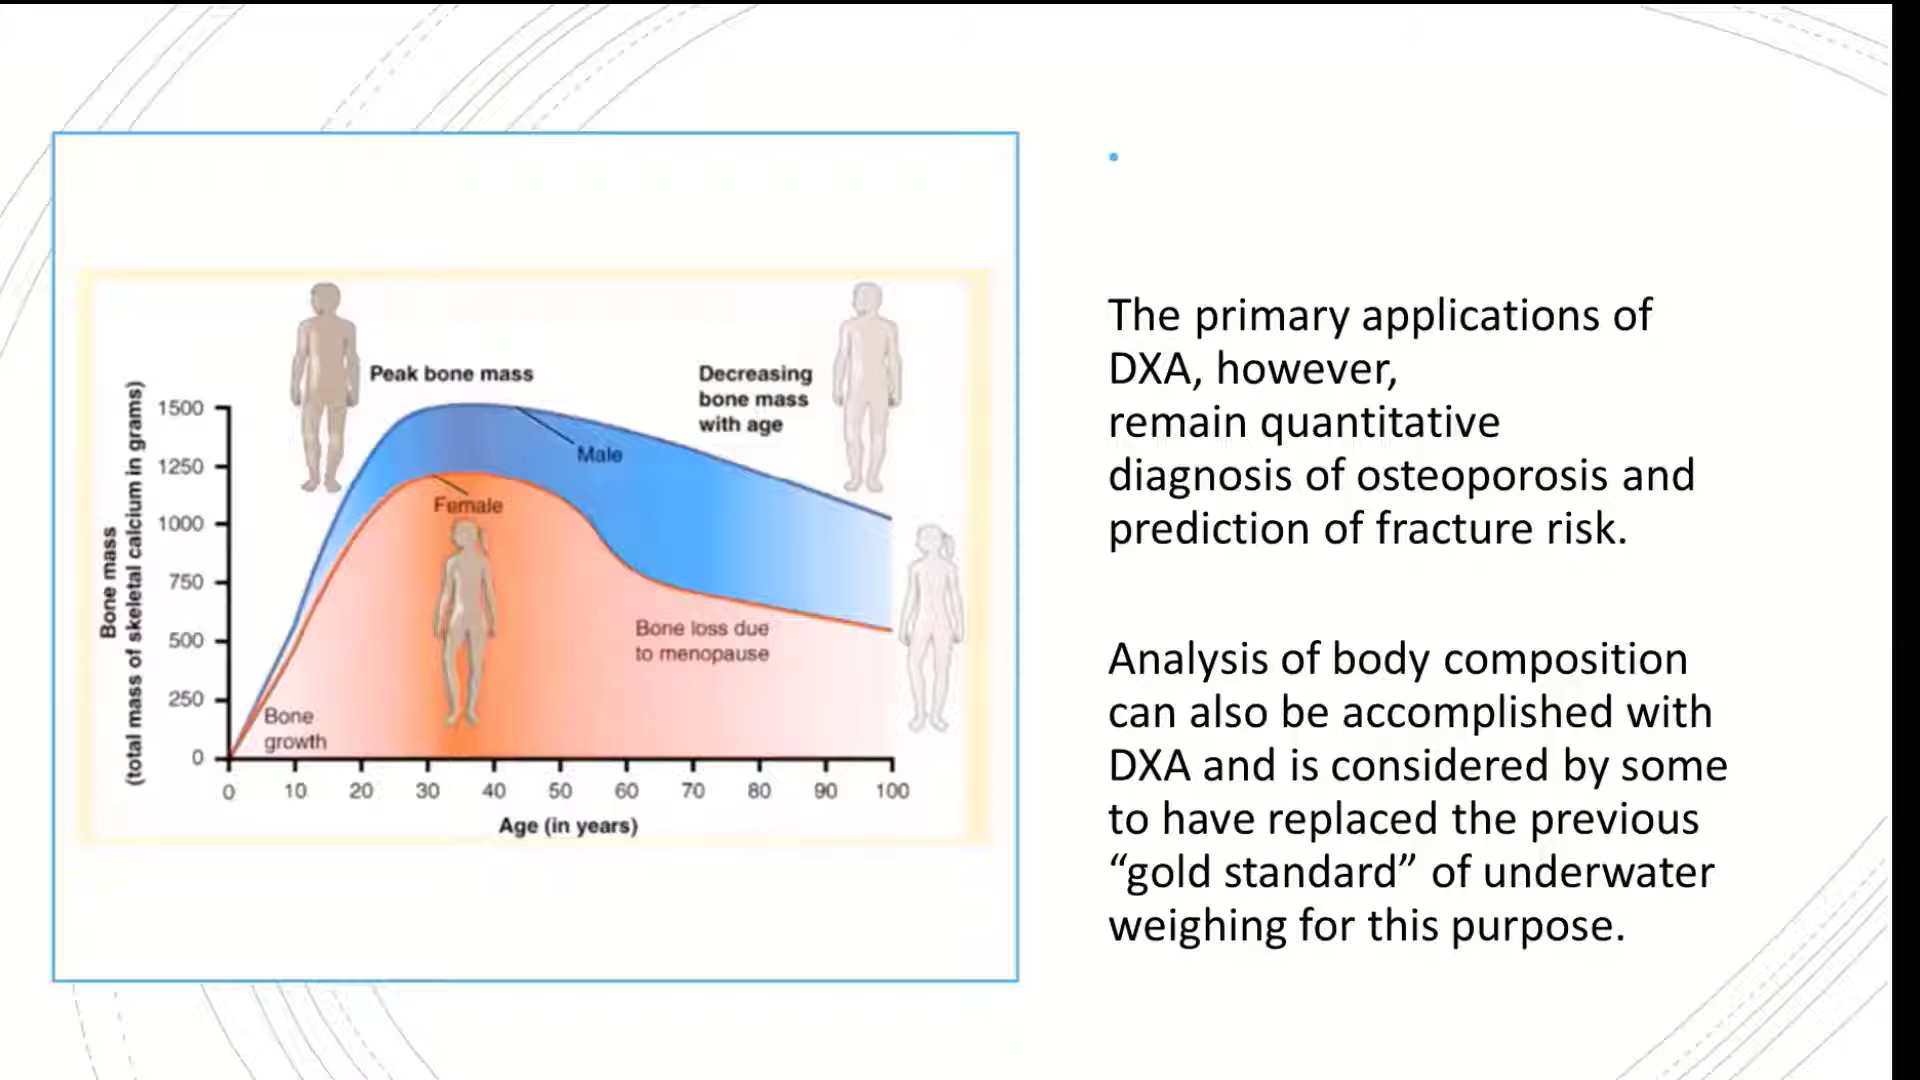 Peak bone mass
Decreasing
bone mass
with age
Male
Female
Bone loss due
to menopause
Bone
growth
Bone mass
(total mass of skeletal calcium in grams)
1500
1250
1000
750
500
250
0
0 10 20 30 40 50 60 70 80 90 100
Age (in years)
The primary applications of
DXA, however,
remain quantitative
diagnosis of osteoporosis and
prediction of fracture risk.
Analysis of body composition
can also be accomplished with
DXA and is considered by some
to have replaced the previous
“gold standard” of underwater
weighing for this purpose.